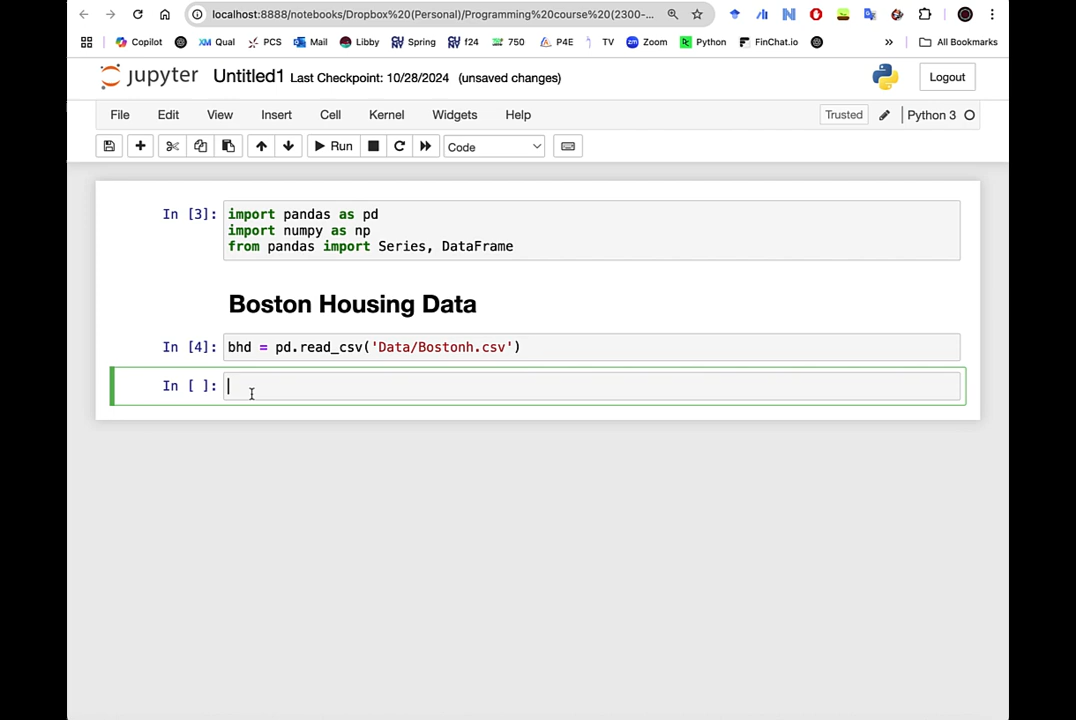 localhost:8888/notebooks/Dropbox%20(Personal)/Programming%20course%20(2300-...
Copilot Qual PCS Mail Libby Spring f24 750 P4E TV Zoom Python FinChat.io » All Bookmarks
jupyter Untitled1 Last Checkpoint: 10/28/2024 (unsaved changes) Logout
File Edit View Insert Cell Kernel Widgets Help Trusted Python 3
Run Code
In [3]: import pandas as pd
import numpy as np
from pandas import Series, DataFrame
Boston Housing Data
In [4]: bhd = pd.read_csv('Data/Bostonh.csv')
In [ ]: